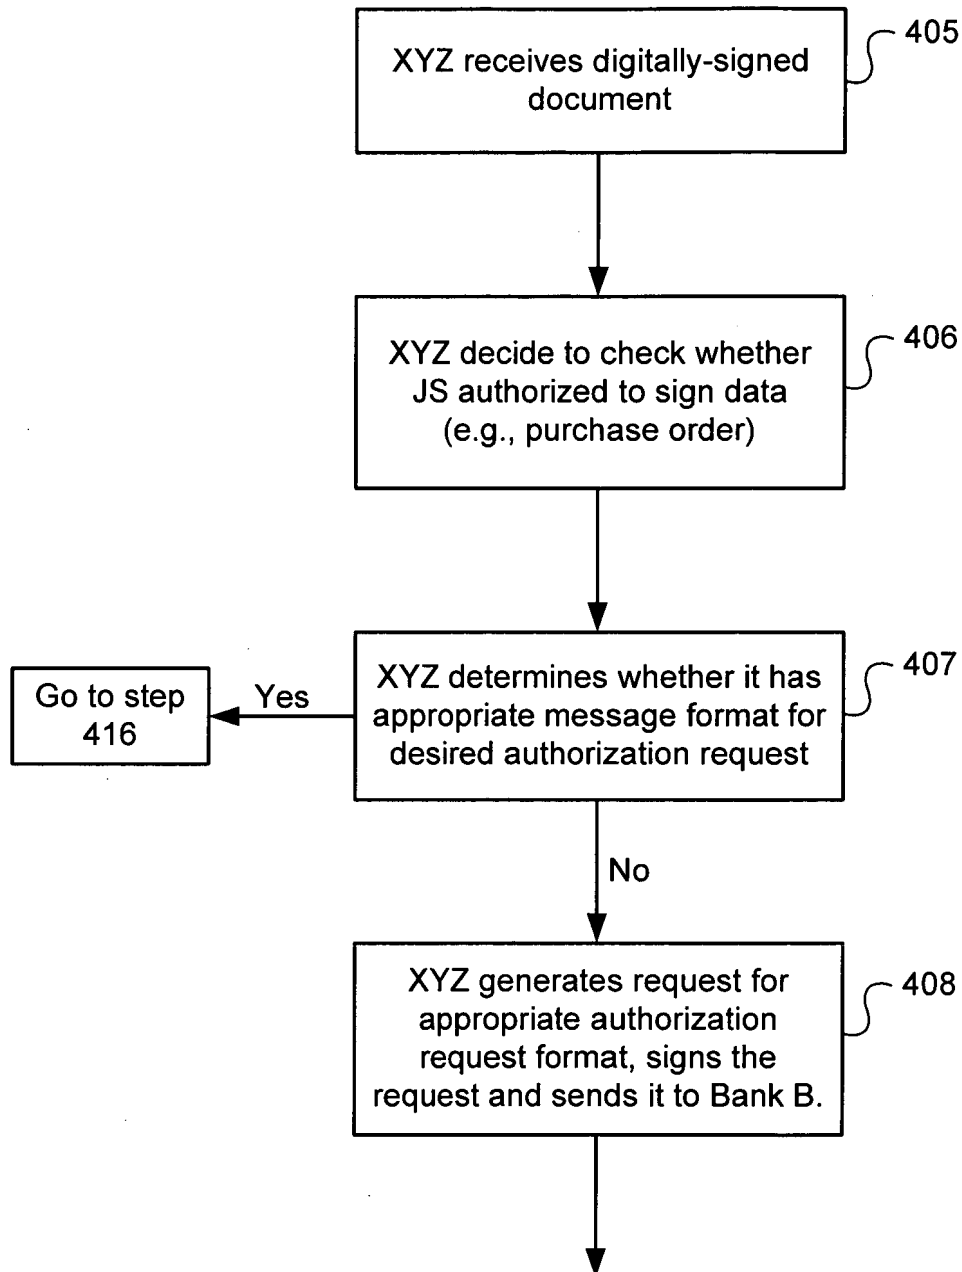 XYZ receives digitally-signed
document
405
XYZ decide to check whether
JS authorized to sign data
(e.g., purchase order)
406
XYZ determines whether it has
appropriate message format for
desired authorization request
407
Yes
Go to step
416
No
XYZ generates request for
appropriate authorization
request format, signs the
request and sends it to Bank B.
408